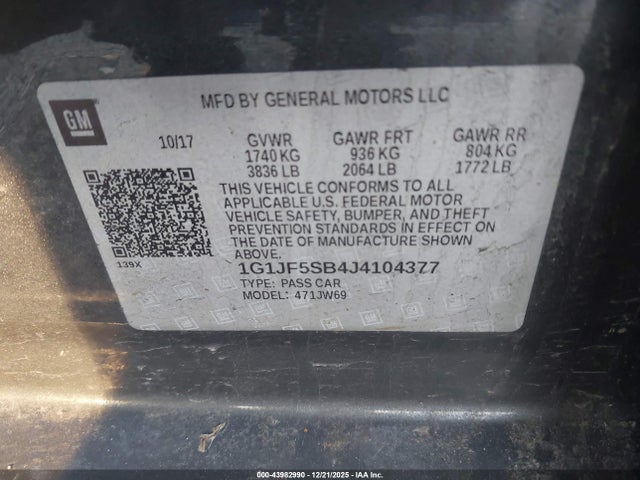 GM
MFD BY GENERAL MOTORS LLC
10/17
GVWR GAWR FRT GAWR RR
1740 KG 936 KG 804 KG
3836 LB 2064 LB 1772 LB
THIS VEHICLE CONFORMS TO ALL
APPLICABLE U.S. FEDERAL MOTOR
VEHICLE SAFETY, BUMPER, AND THEFT
PREVENTION STANDARDS IN EFFECT ON
THE DATE OF MANUFACTURE SHOWN
ABOVE.
139X
1G1JF5SB4J4104377
TYPE: PASS CAR
MODEL: 471JW69
000-43982990 - 12/21/2025 - IAA Inc.